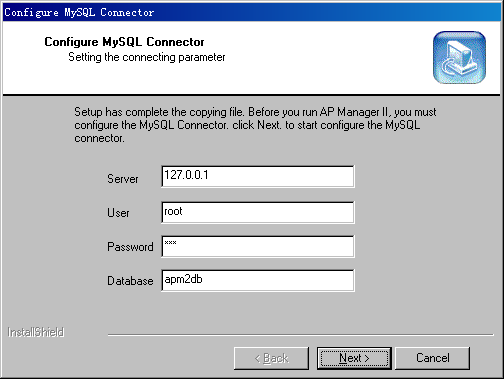 Configure MySQL Connector
Configure MySQL Connector
Setting the connecting parameter
Setup has complete the copying file. Before you run AP Manager II, you must
configure the MySQL Connector. click Next. to start configure the MySQL
connector.
Server 127.0.0.1
User root
Password ***
Database apm2db
InstallShield
< Back Next > Cancel